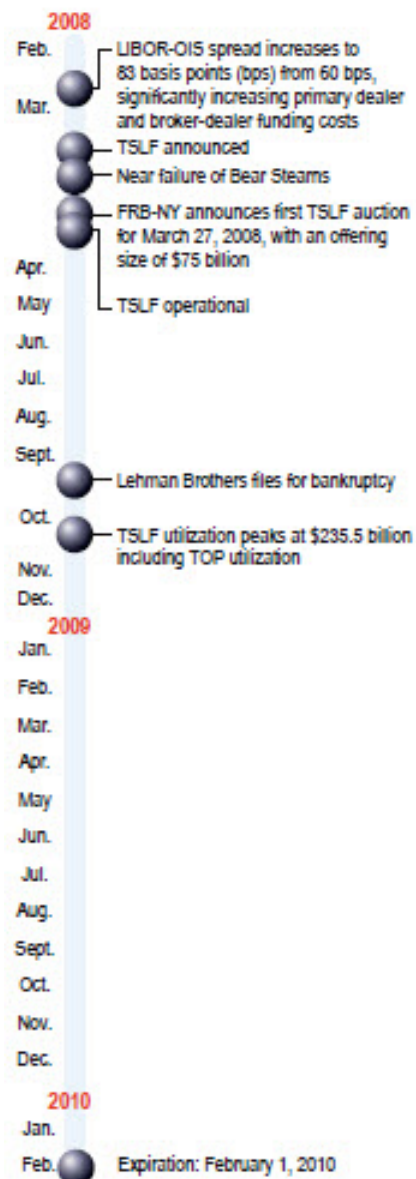 2008
Feb.
LIBOR-OIS spread increases to
83 basis points (bps) from 60 bps,
significantly increasing primary dealer
and broker-dealer funding costs
Mar.
TSLF announced
Near failure of Bear Stearns
FRB-NY announces first TSLF auction
for March 27, 2008, with an offering
size of $75 billion
Apr.
May
TSLF operational
Jun.
Jul.
Aug.
Sept.
Lehman Brothers files for bankruptcy
Oct.
TSLF utilization peaks at $235.5 billion
including TOP utilization
Nov.
Dec.
2009
Jan.
Feb.
Mar.
Apr.
May
Jun.
Jul.
Aug.
Sept.
Oct.
Nov.
Dec.
2010
Jan.
Feb.
Expiration: February 1, 2010